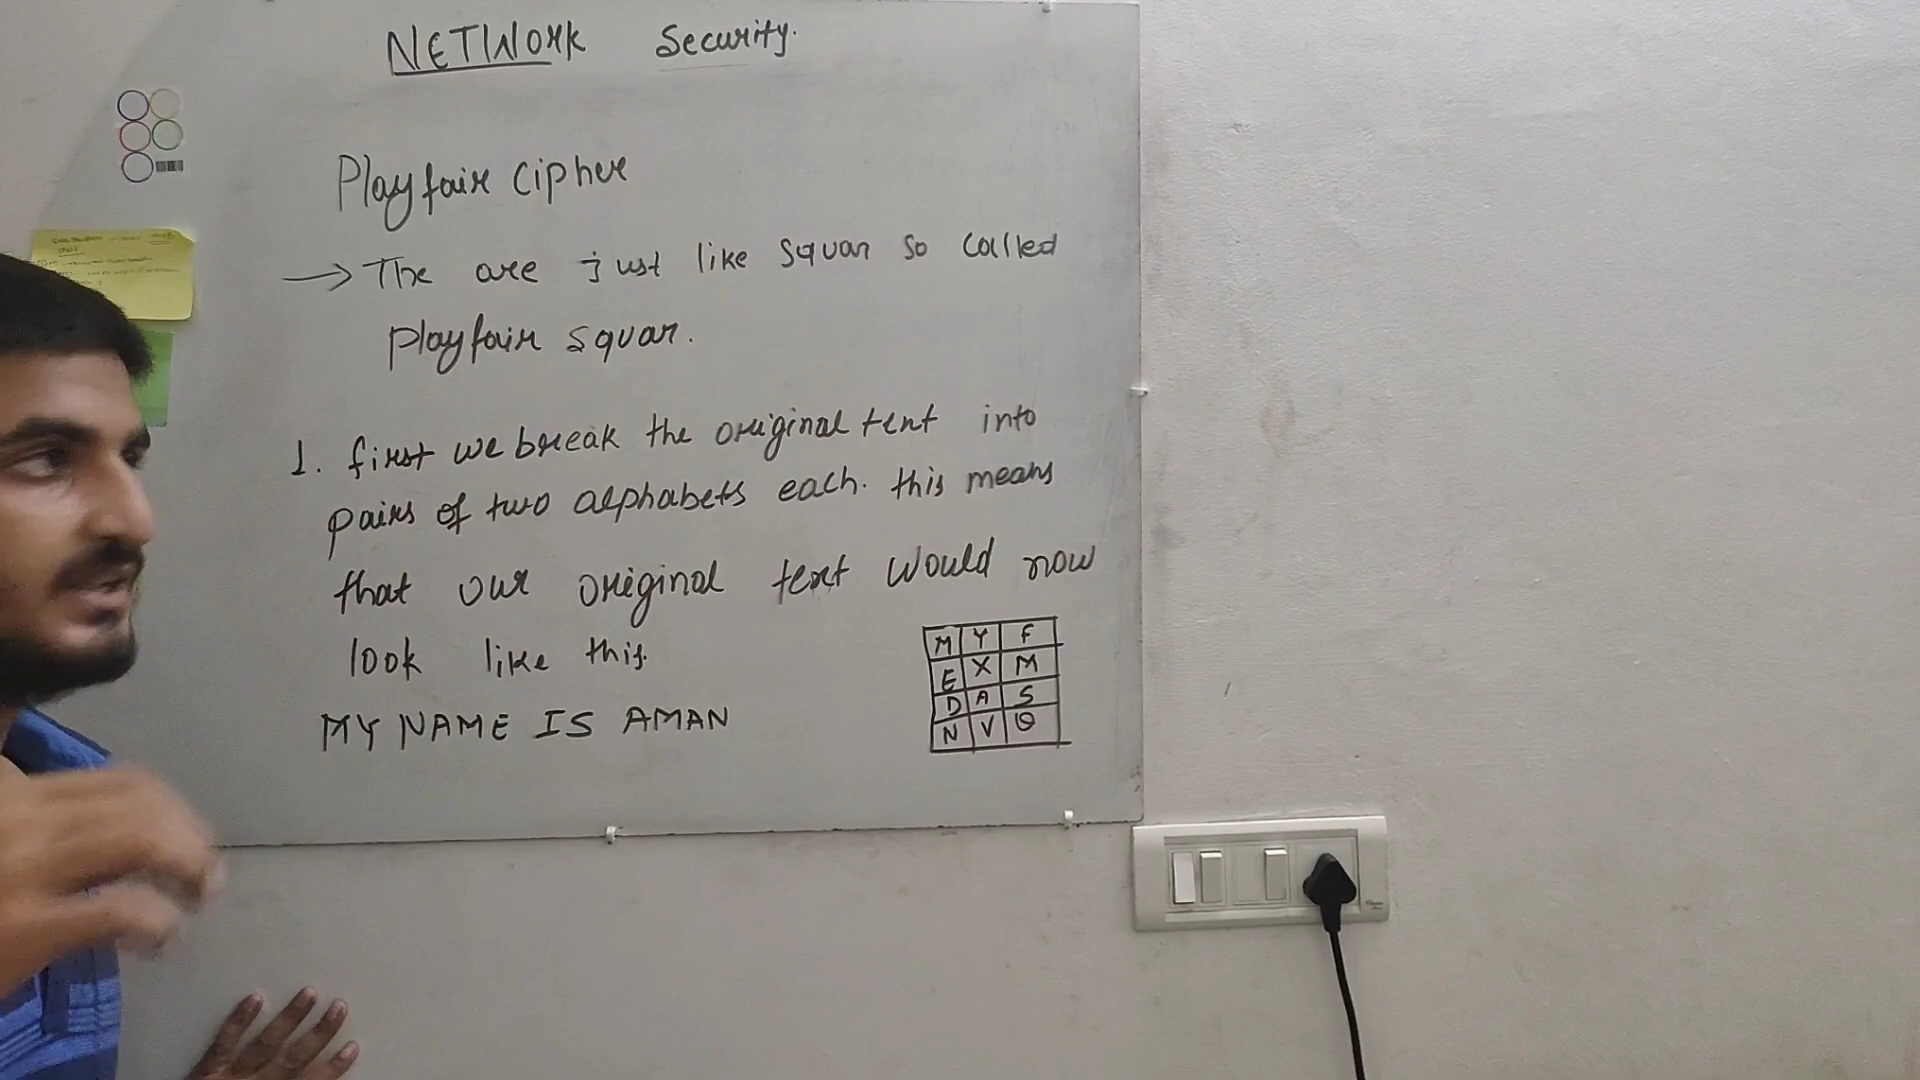 NETWORK Security.
Playfair cipher
→ The are just like squar so called
playfair squar.
1. first we break the original text into
pairs of two alphabets each. this means
that our original text would now
look like this.
MY NAME IS AMAN
M Y F
E X M
D A S
N V Q